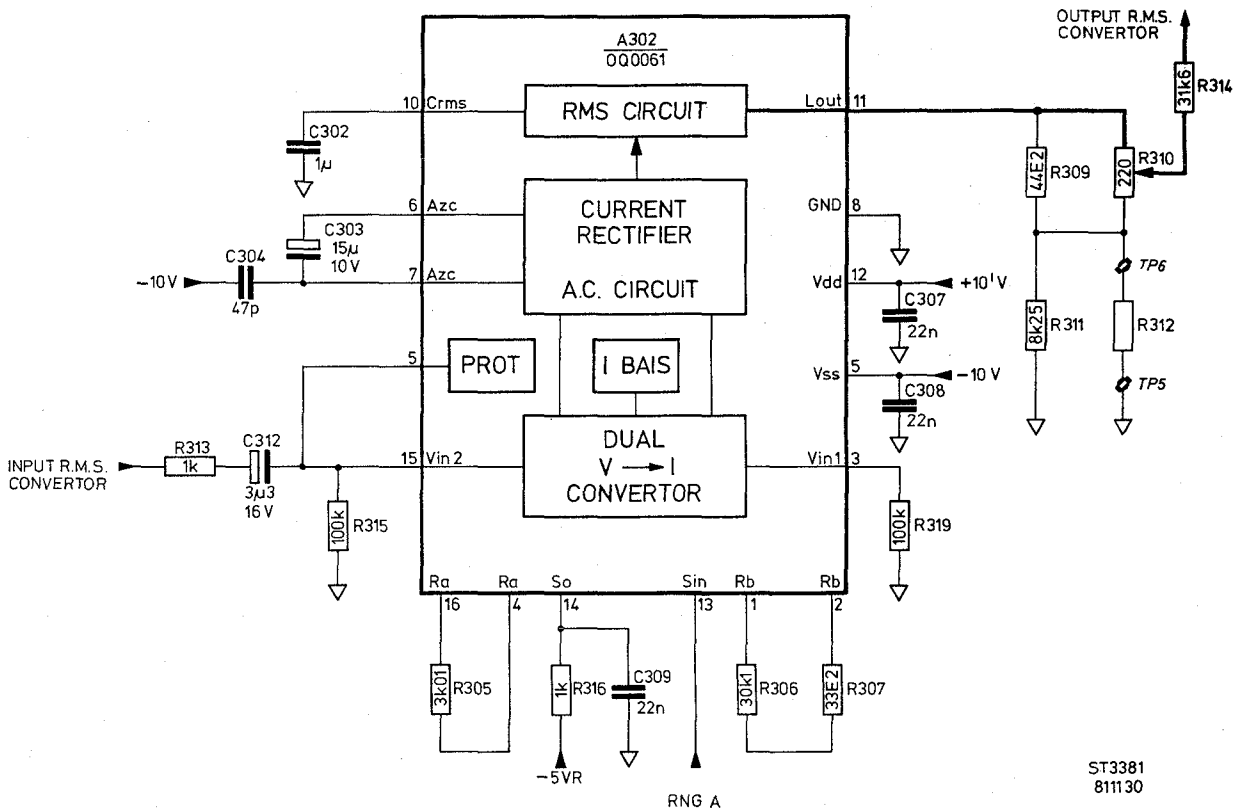 OUTPUT R.M.S.
CONVERTOR
31k6
R314
A302
OQ0061
10
Crms
RMS CIRCUIT
Lout
11
C302
1µ
44E2
R309
220
R310
6
Azc
CURRENT
RECTIFIER
A.C. CIRCUIT
GND
8
C303
15µ
10V
C304
−10V
47p
7
Azc
TP6
Vdd
12
+10'V
C307
22n
8k25
R311
R312
5
PROT
I BAIS
Vss
5
−10V
C308
22n
TP5
INPUT R.M.S.
CONVERTOR
R313
1k
C312
3µ3
16V
15
Vin2
DUAL
V → I
CONVERTOR
Vin1
3
100k
R315
100k
R319
Ra
Ra
So
Sin
Rb
Rb
16
4
14
13
1
2
3k01
R305
1k
R316
C309
22n
30k1
R306
33E2
R307
−5VR
RNG A
ST3381
811130